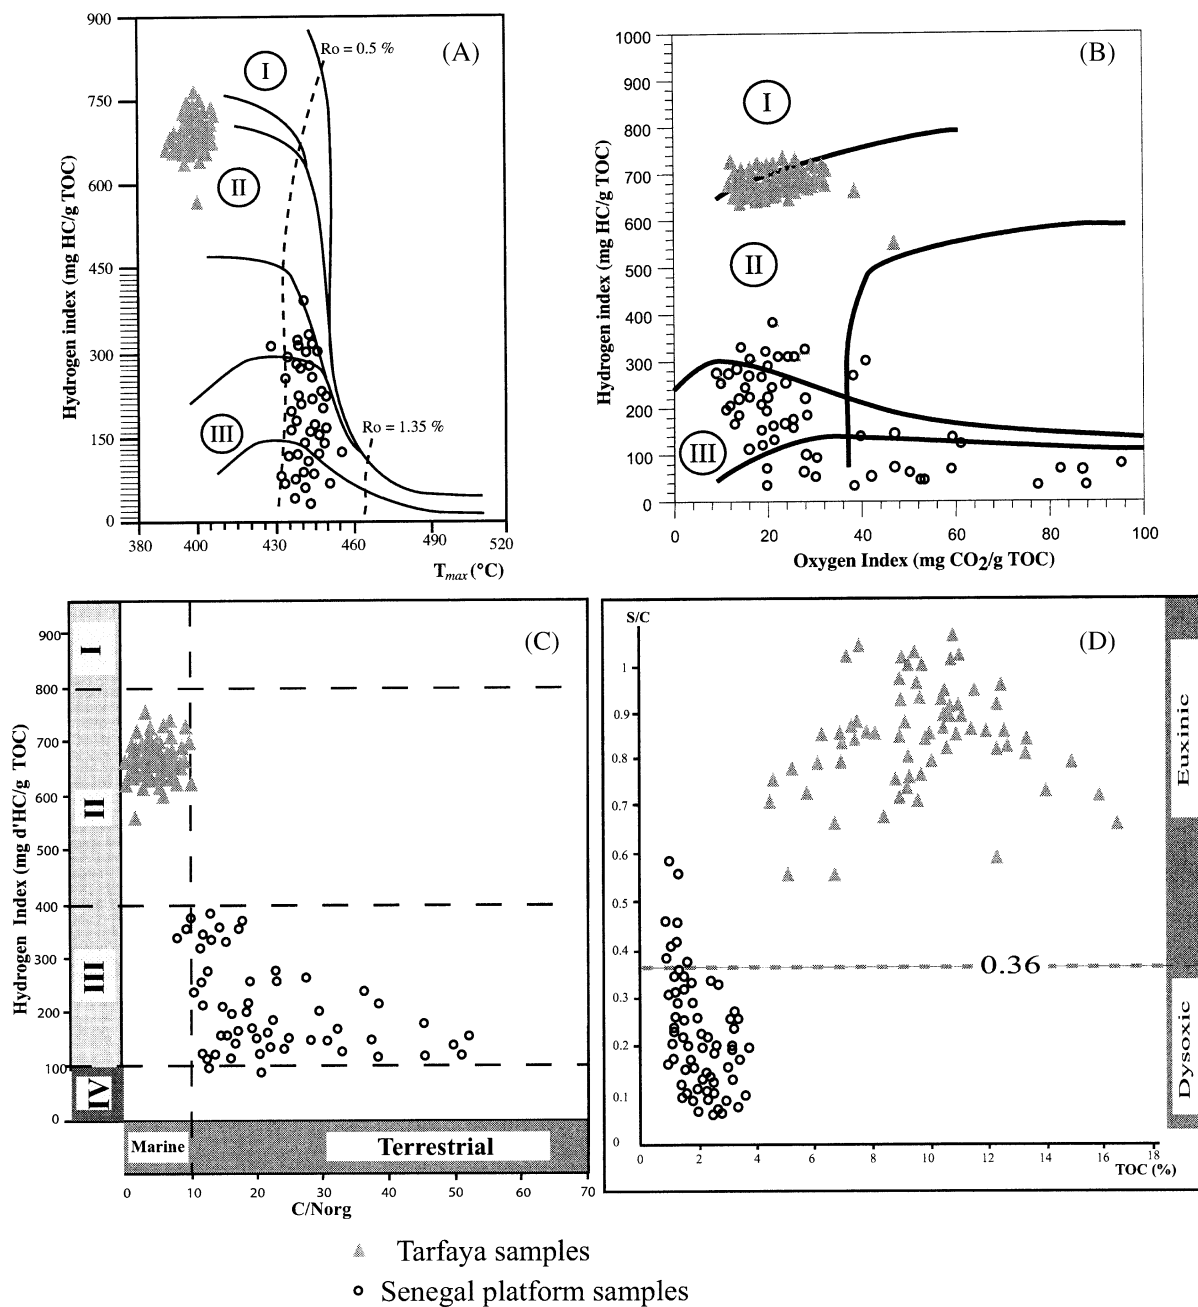 900
750
600
450
300
150
0
380
400
430
460
490
520
Hydrogen index (mg HC/g TOC)
Tmax (°C)
(A)
I
II
III
Ro = 0.5 %
Ro = 1.35 %
1000
900
800
700
600
500
400
300
200
100
0
0
20
40
60
80
100
Hydrogen index (mg HC/g TOC)
Oxygen Index (mg CO2/g TOC)
(B)
I
II
III
900
800
700
600
500
400
300
200
100
0
I
II
III
IV
Hydrogen Index (mg d'HC/g TOC)
(C)
Marine
Terrestrial
0
10
20
30
40
50
60
70
C/Norg
S/C
(D)
1
0.9
0.8
0.7
0.6
0.5
0.4
0.3
0.2
0.1
0
0.36
Euxinic
Dysoxic
0
2
4
6
8
10
12
14
16
18
TOC (%)
Tarfaya samples
Senegal platform samples